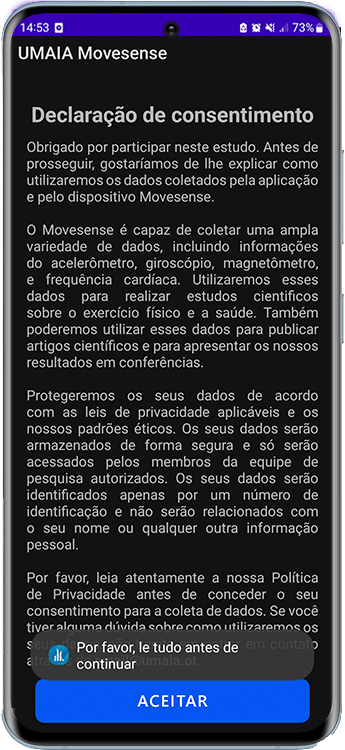 14:53 73%
UMAIA Movesense
Declaração de consentimento
Obrigado por participar neste estudo. Antes de
prosseguir, gostaríamos de lhe explicar como
utilizaremos os dados coletados pela aplicação
e pelo dispositivo Movesense.
O Movesense é capaz de coletar uma ampla
variedade de dados, incluindo informações
do acelerômetro, giroscópio, magnetômetro,
e frequência cardíaca. Utilizaremos esses
dados para realizar estudos cientificos
sobre o exercício físico e a saúde. Também
poderemos utilizar esses dados para publicar
artigos científicos e para apresentar os nossos
resultados em conferências.
Protegeremos os seus dados de acordo
com as leis de privacidade aplicáveis e os
nossos padrões éticos. Os seus dados serão
armazenados de forma segura e só serão
acessados pelos membros da equipe de
pesquisa autorizados. Os seus dados serão
identificados apenas por um número de
identificação e não serão relacionados com
o seu nome ou qualquer outra informação
pessoal.
Por favor, leia atentamente a nossa Política
de Privacidade antes de conceder o seu
consentimento para a coleta de dados. Se você
tiver alguma dúvida sobre como utilizaremos os
em contato
umaia.pt.
Por favor, le tudo antes de
continuar
ACEITAR